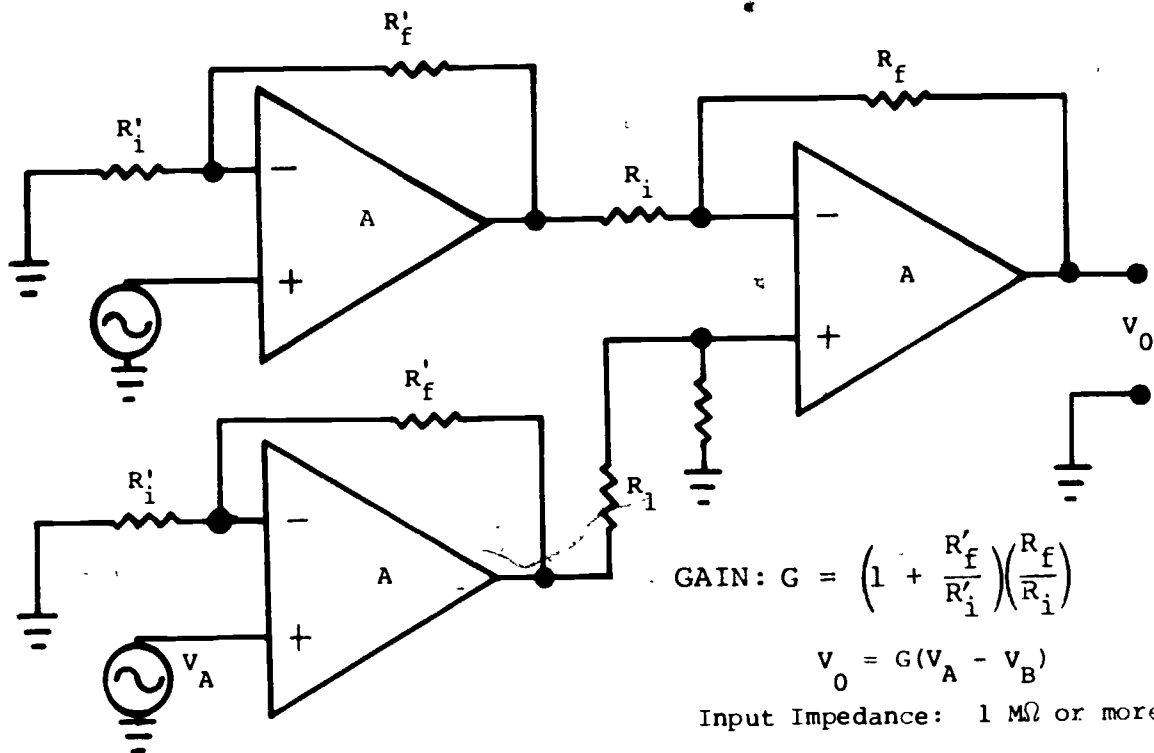 R'f
Rf
R'i
Ri
−
A
+
−
A
+
V0
R'f
R'i
R1
−
A
+
VA
GAIN: G = (1 + R'f/R'i)(Rf/Ri)
V0 = G(VA - VB)
Input Impedance: 1 MΩ or more